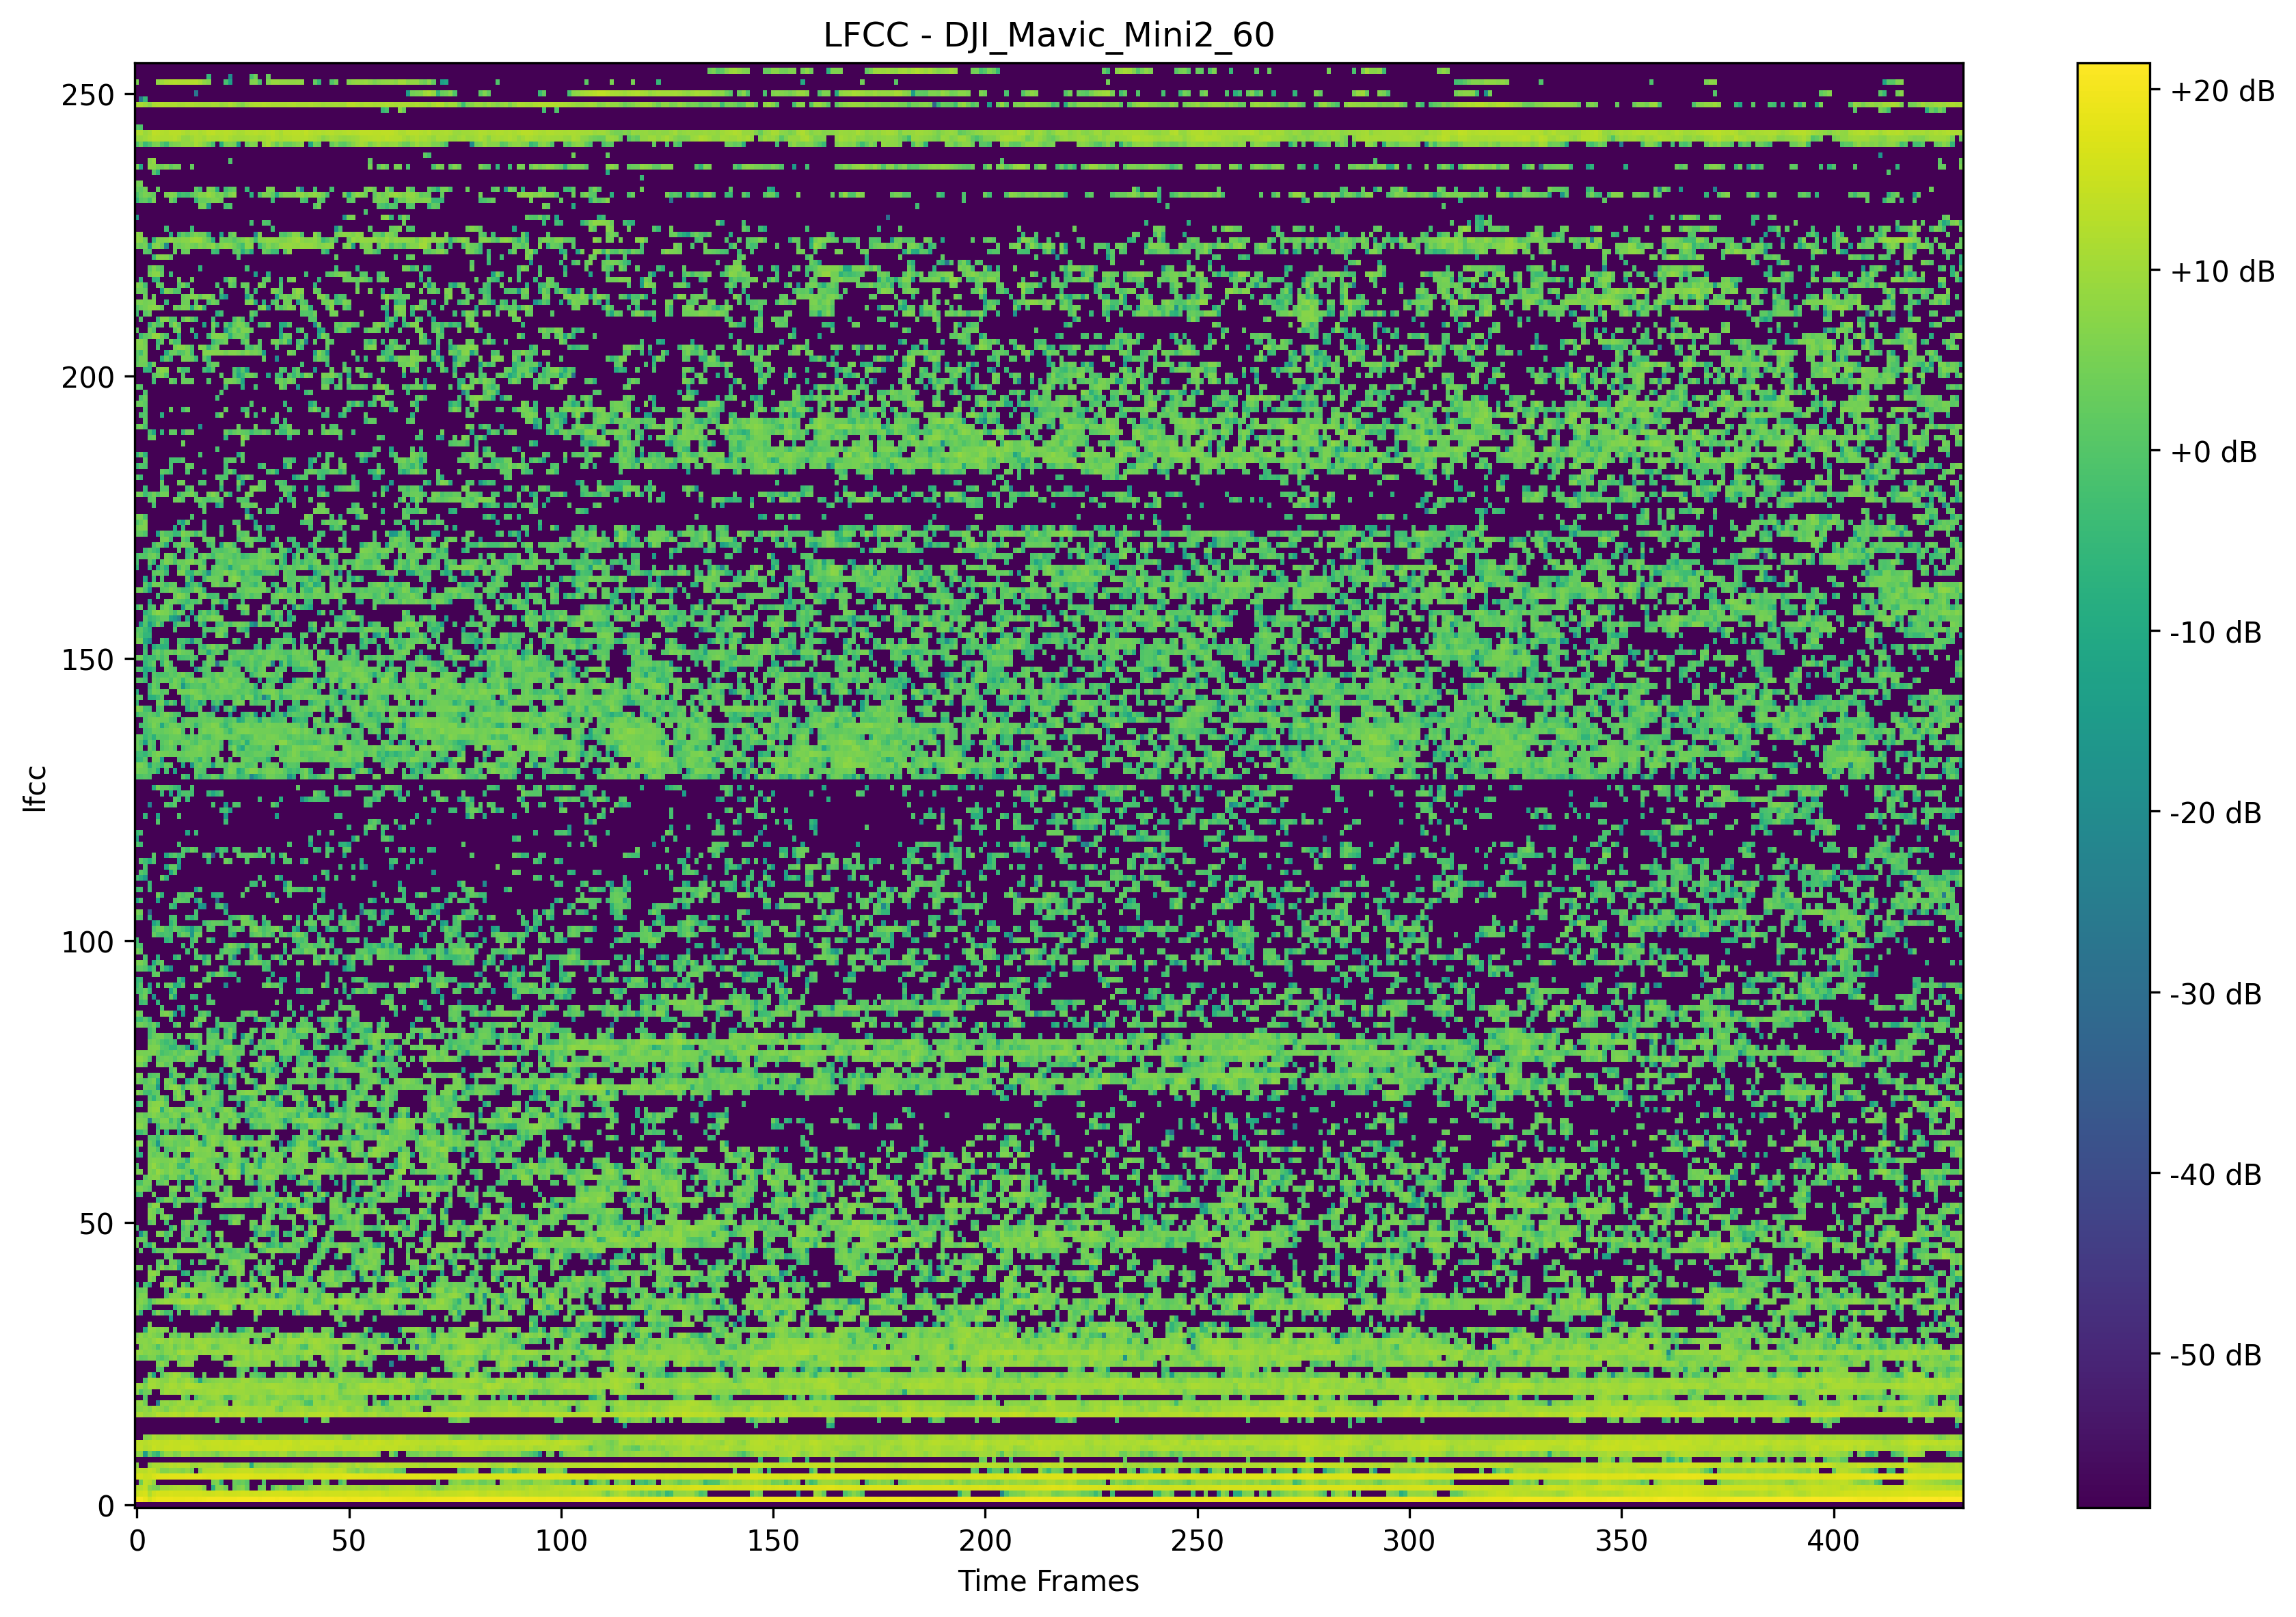 LFCC - DJI_Mavic_Mini2_60
250
200
150
100
50
0
lfcc
0 50 100 150 200 250 300 350 400
Time Frames
+20 dB
+10 dB
+0 dB
-10 dB
-20 dB
-30 dB
-40 dB
-50 dB